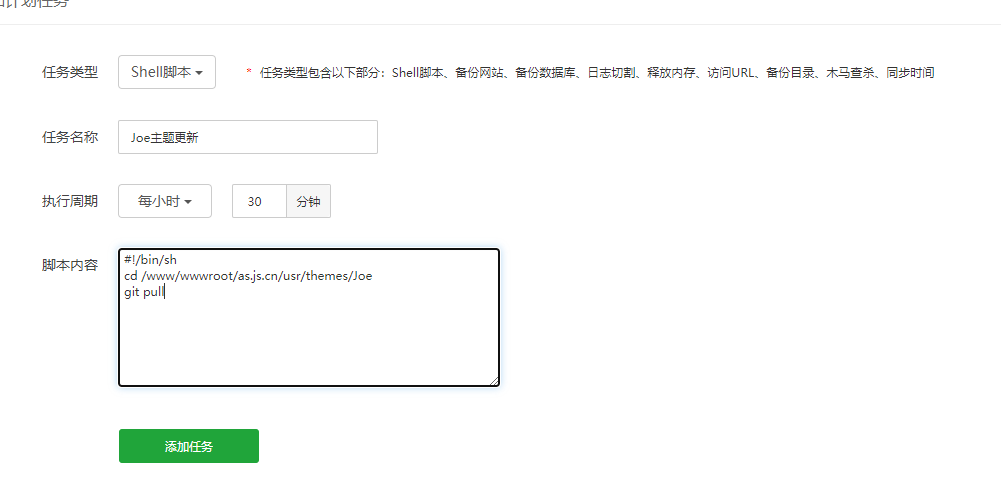 加计划任务
任务类型 Shell脚本 * 任务类型包含以下部分：Shell脚本、备份网站、备份数据库、日志切割、释放内存、访问URL、备份目录、木马查杀、同步时间
任务名称 Joe主题更新
执行周期 每小时 30 分钟
脚本内容 #!/bin/sh
cd /www/wwwroot/as.js.cn/usr/themes/Joe
git pull
添加任务